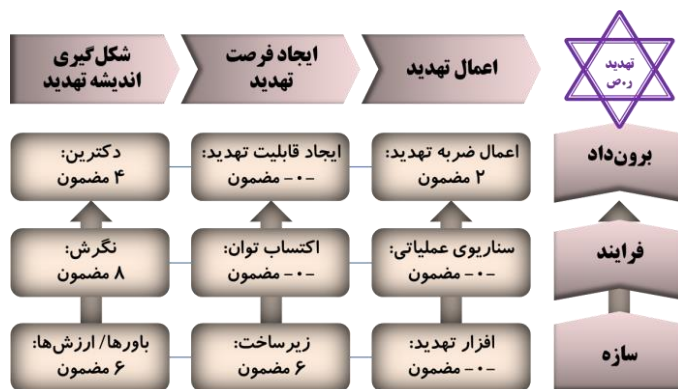 شکل‌گیری
اندیشه تهدید
ایجاد فرصت
تهدید
اعمال تهدید
تهدید
ر.ص
دکترین:
۴ مضمون
ایجاد قابلیت تهدید:
-۰- مضمون
اعمال ضربه تهدید:
۲ مضمون
برون‌داد
نگرش:
۸ مضمون
اکتساب توان:
-۰- مضمون
سناریوی عملیاتی:
-۰- مضمون
فرایند
باورها/ ارزش‌ها:
۶ مضمون
زیرساخت:
۶ مضمون
افزار تهدید:
-۰- مضمون
سازه